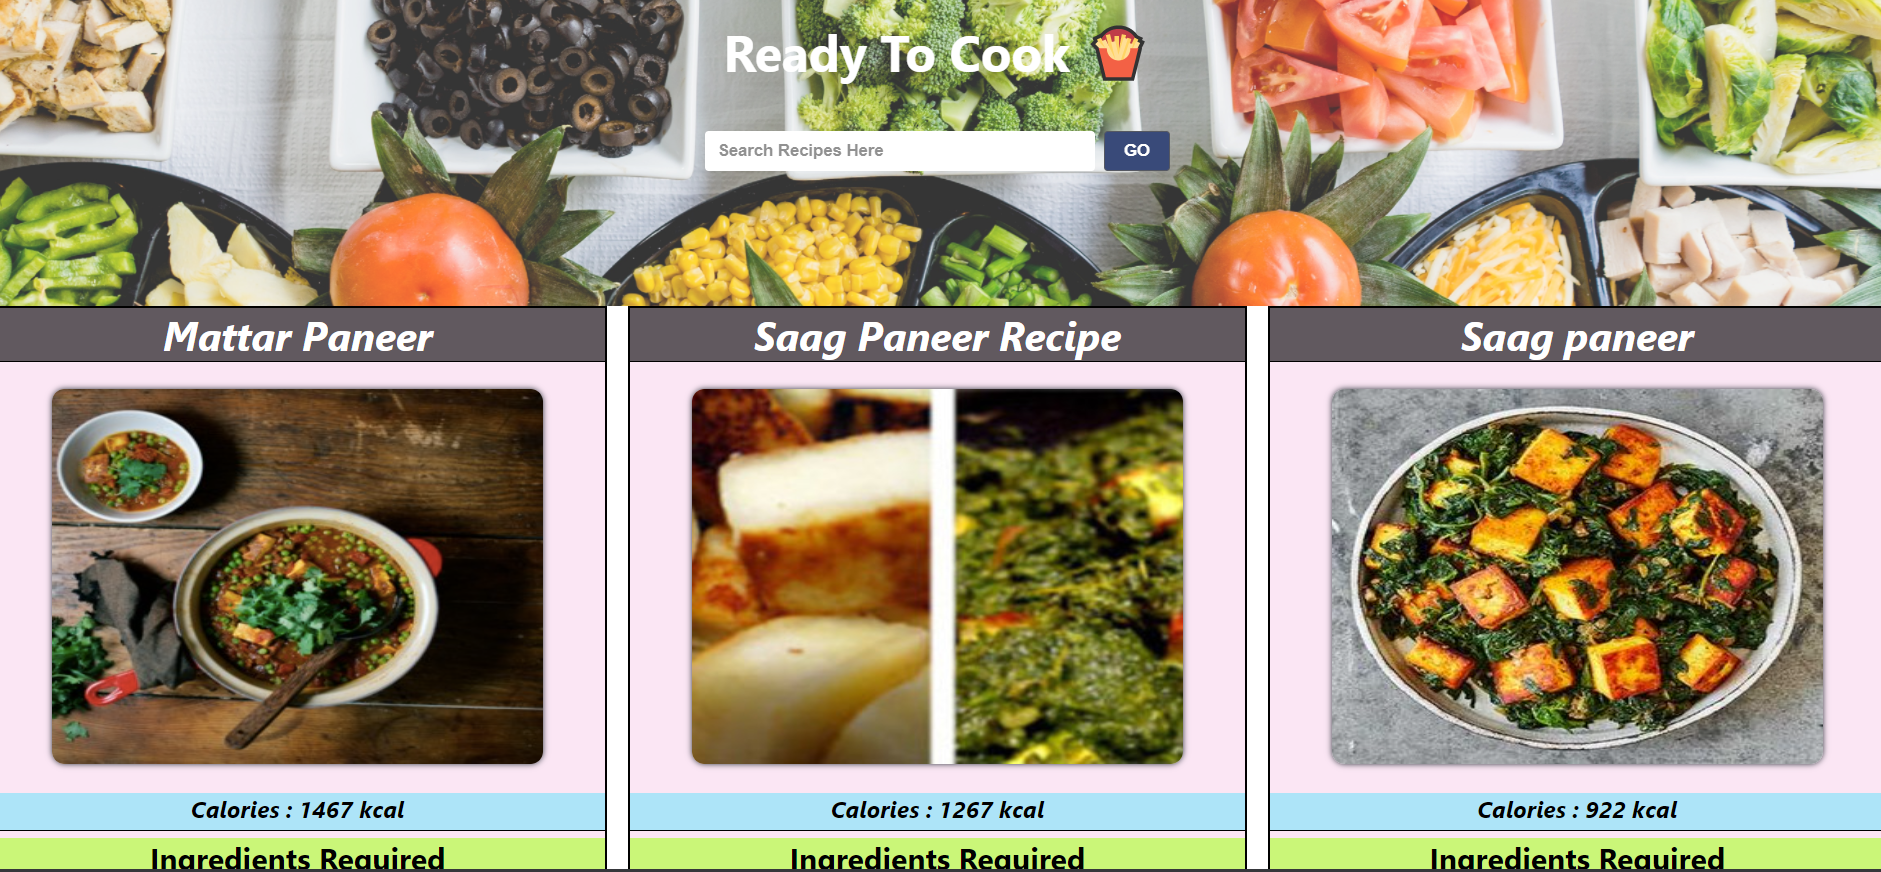 Ready To Cook
Search Recipes Here
GO
Mattar Paneer
Saag Paneer Recipe
Saag paneer
Calories : 1467 kcal
Calories : 1267 kcal
Calories : 922 kcal
Ingredients Required
Ingredients Required
Ingredients Required